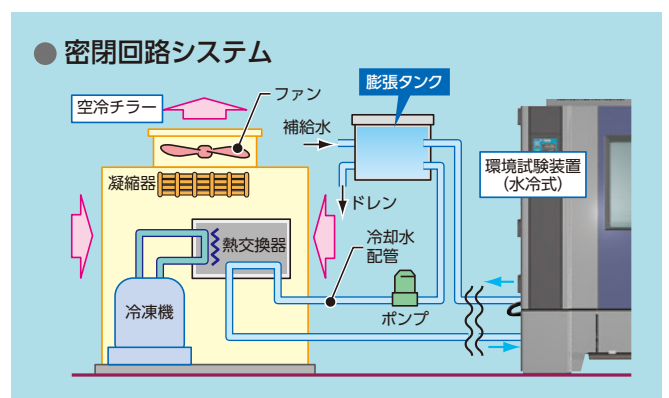 ● 密閉回路システム
空冷チラー
ファン
膨張タンク
補給水
凝縮器
環境試験装置
(水冷式)
ドレン
熱交換器
冷却水
配管
冷凍機
ポンプ